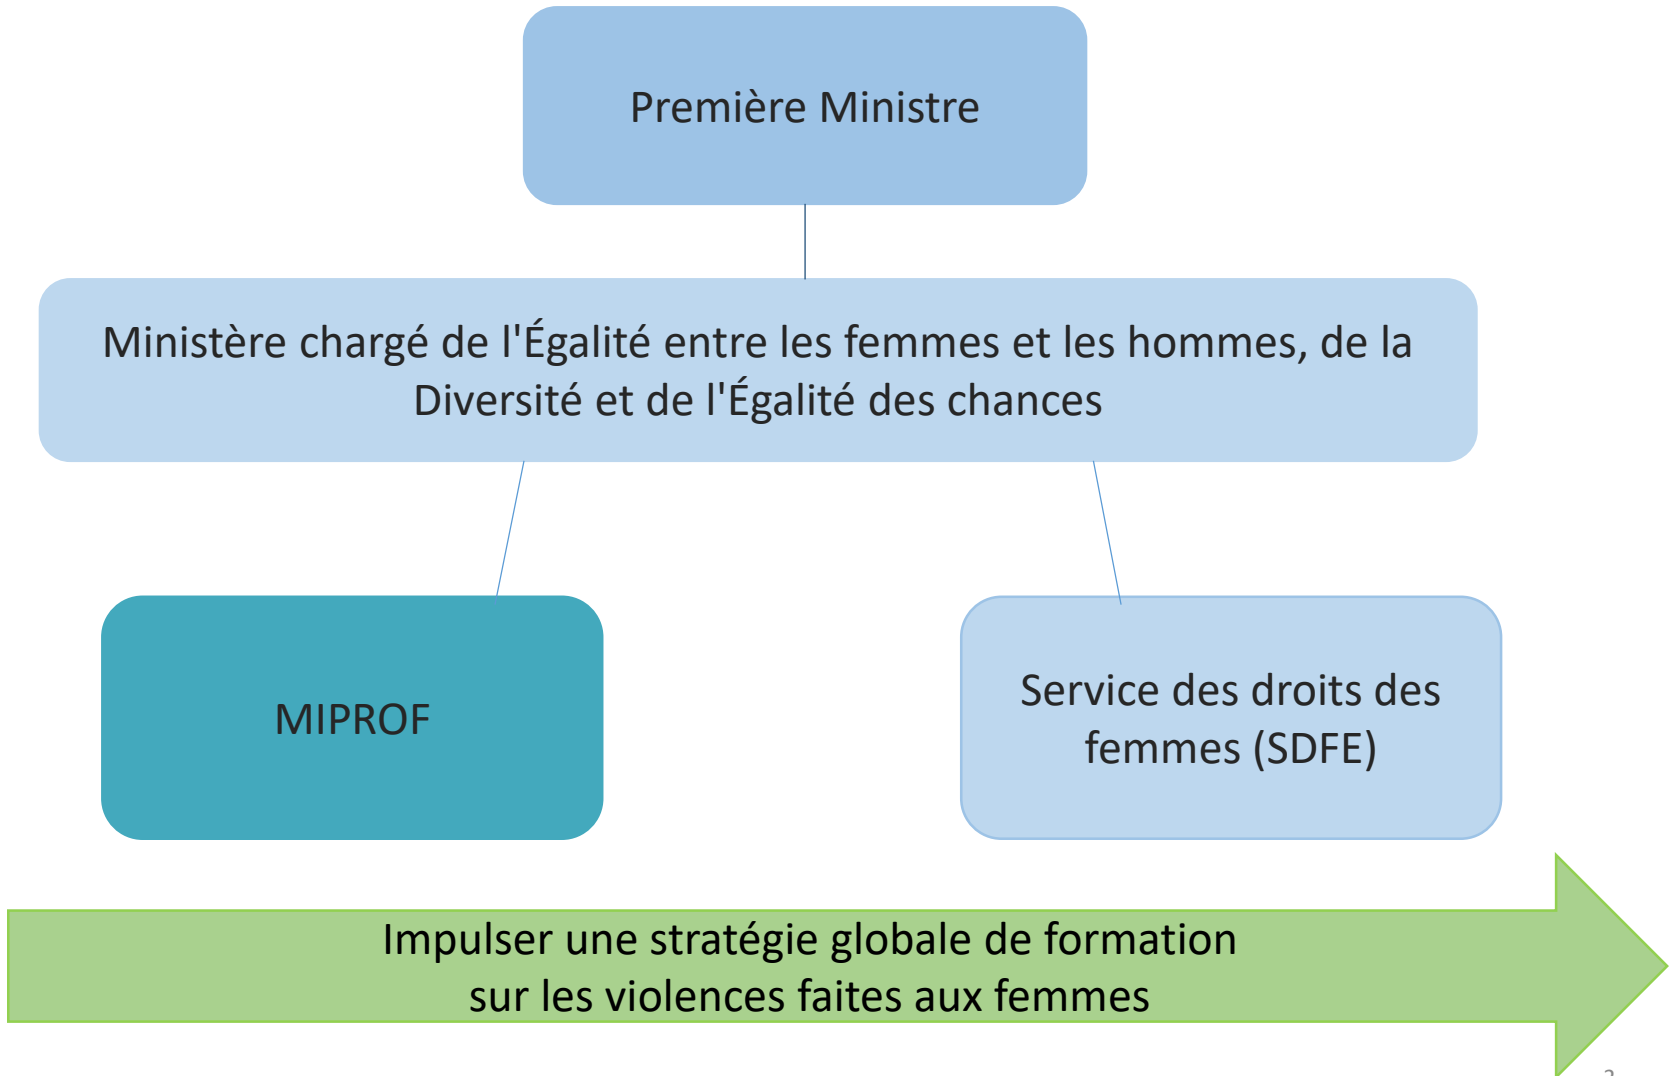 Première Ministre
Ministère chargé de l'Égalité entre les femmes et les hommes, de la
Diversité et de l'Égalité des chances
MIPROF
Service des droits des
femmes (SDFE)
Impulser une stratégie globale de formation
sur les violences faites aux femmes